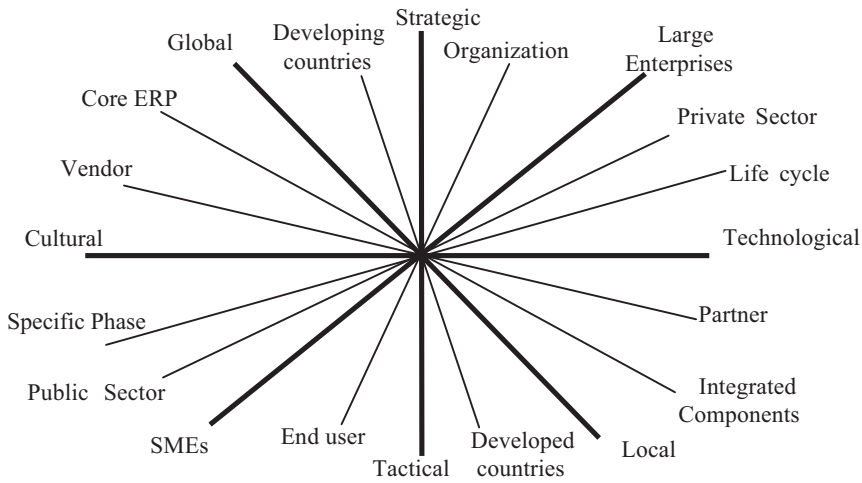 Strategic
Developing
countries
Global
Organization
Large
Enterprises
Core ERP
Private Sector
Vendor
Life cycle
Cultural
Technological
Specific Phase
Partner
Public Sector
Integrated
Components
SMEs
End user
Developed
countries
Local
Tactical